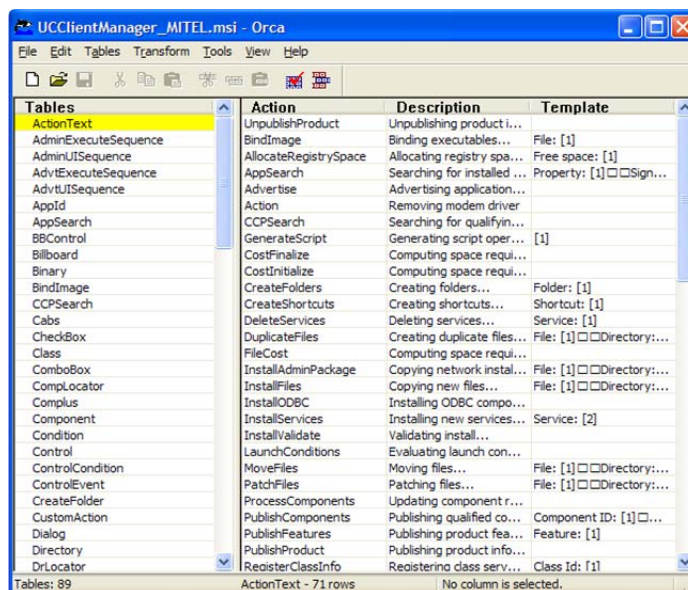 UCClientManager_MITEL.msi - Orca
File Edit Tables Transform Tools View Help
Tables
ActionText
AdminExecuteSequence
AdminUISequence
AdvtExecuteSequence
AdvtUISequence
AppId
AppSearch
BBControl
Billboard
Binary
BindImage
CCPSearch
Cabs
CheckBox
Class
ComboBox
CompLocator
Complus
Component
Condition
Control
ControlCondition
ControlEvent
CreateFolder
CustomAction
Dialog
Directory
DrLocator
Action Description Template
UnpublishProduct Unpublishing product i...
BindImage Binding executables... File: [1]
AllocateRegistrySpace Allocating registry spa... Free space: [1]
AppSearch Searching for installed ... Property: [1]□□Sign...
Advertise Advertising application...
Action Removing modem driver
CCPSearch Searching for qualifyin...
GenerateScript Generating script oper... [1]
CostFinalize Computing space requi...
CostInitialize Computing space requi...
CreateFolders Creating folders... Folder: [1]
CreateShortcuts Creating shortcuts... Shortcut: [1]
DeleteServices Deleting services... Service: [1]
DuplicateFiles Creating duplicate files... File: [1]□□Directory:...
FileCost Computing space requi...
InstallAdminPackage Copying network instal... File: [1]□□Directory:...
InstallFiles Copying new files... File: [1]□□Directory:...
InstallODBC Installing ODBC compo...
InstallServices Installing new services... Service: [2]
InstallValidate Validating install...
LaunchConditions Evaluating launch con...
MoveFiles Moving files... File: [1]□□Directory:...
PatchFiles Patching files... File: [1]□□Directory:...
ProcessComponents Updating component r...
PublishComponents Publishing qualified co... Component ID: [1]□...
PublishFeatures Publishing product fea... Feature: [1]
PublishProduct Publishing product info...
RegisterClassInfo Registering class serv... Class Id: [1]
Tables: 89 ActionText - 71 rows No column is selected.